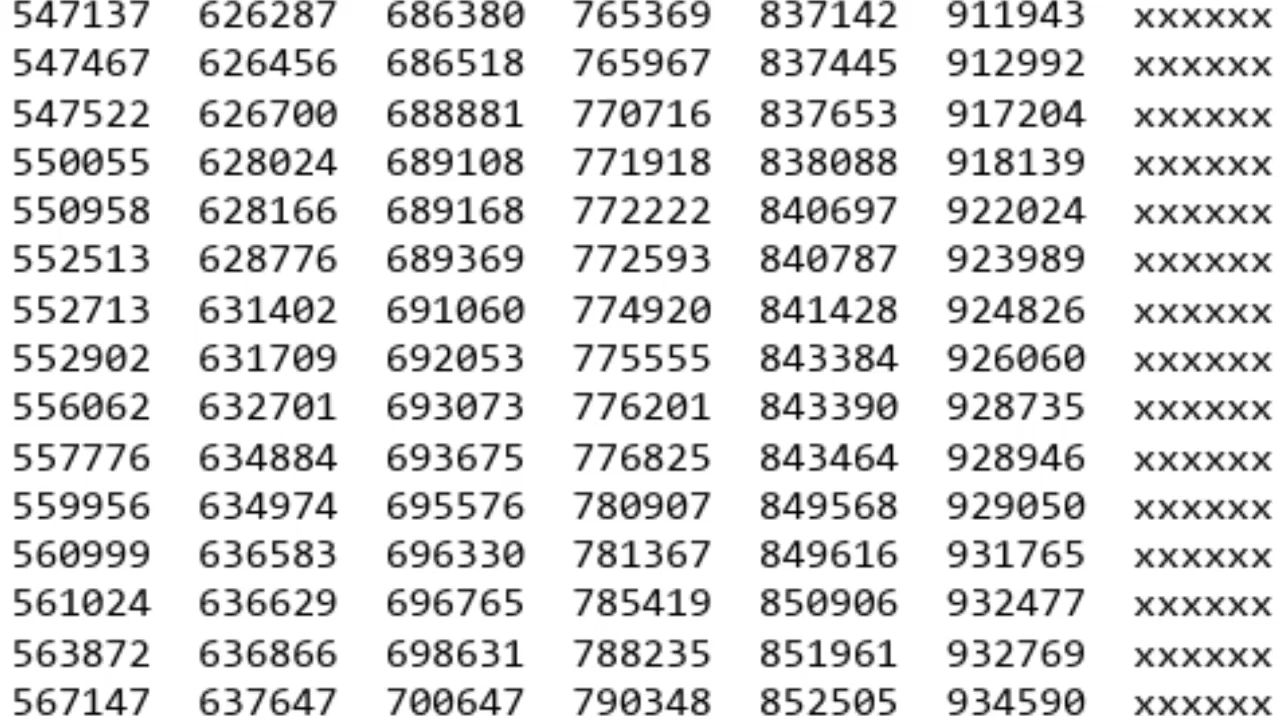 547137 626287 686380 765369 837142 911943 xxxxxx
547467 626456 686518 765967 837445 912992 xxxxxx
547522 626700 688881 770716 837653 917204 xxxxxx
550055 628024 689108 771918 838088 918139 xxxxxx
550958 628166 689168 772222 840697 922024 xxxxxx
552513 628776 689369 772593 840787 923989 xxxxxx
552713 631402 691060 774920 841428 924826 xxxxxx
552902 631709 692053 775555 843384 926060 xxxxxx
556062 632701 693073 776201 843390 928735 xxxxxx
557776 634884 693675 776825 843464 928946 xxxxxx
559956 634974 695576 780907 849568 929050 xxxxxx
560999 636583 696330 781367 849616 931765 xxxxxx
561024 636629 696765 785419 850906 932477 xxxxxx
563872 636866 698631 788235 851961 932769 xxxxxx
567147 637647 700647 790348 852505 934590 xxxxxx